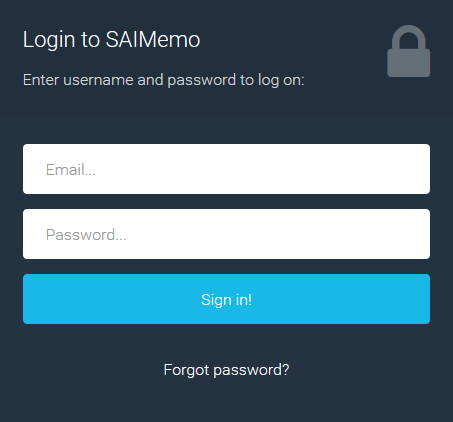 Login to SAIMemo
Enter username and password to log on:
Email...
Password...
Sign in!
Forgot password?